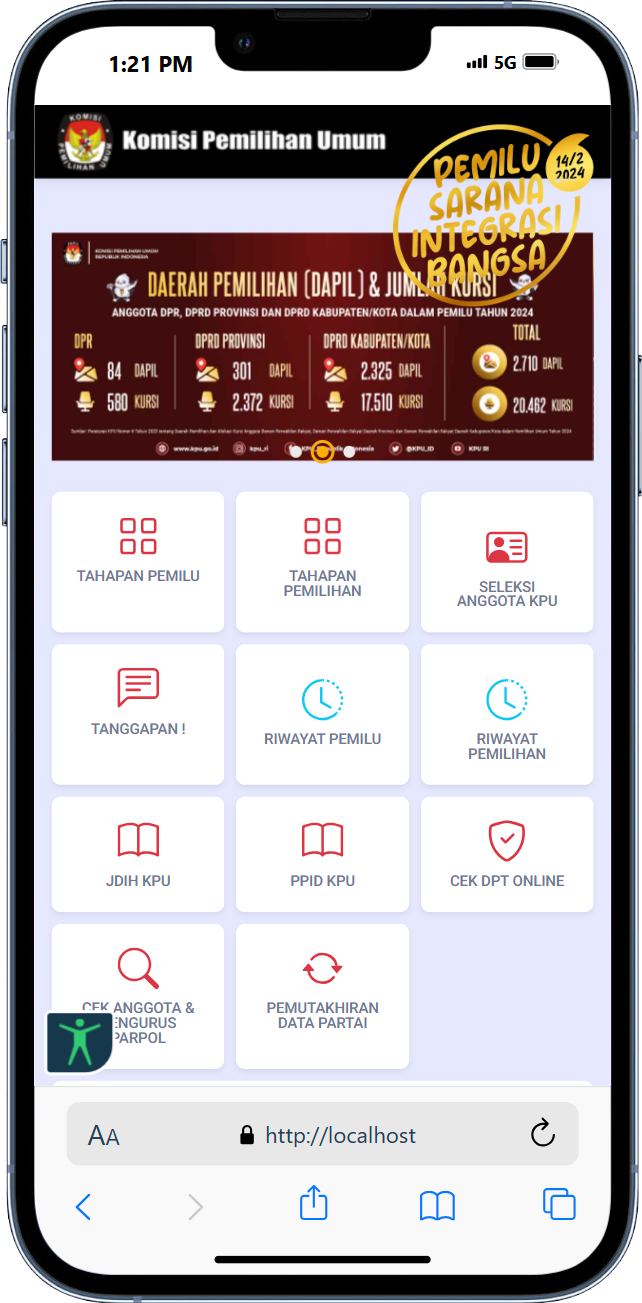 1:21 PM
5G
KOMISI
PEMILIHAN UMUM
Komisi Pemilihan Umum
14/2
2024
PEMILU
SARANA
INTEGRASI
BANGSA
KOMISI PEMILIHAN UMUM
REPUBLIK INDONESIA
DAERAH PEMILIHAN (DAPIL) & JUMLAH KURSI
ANGGOTA DPR, DPRD PROVINSI DAN DPRD KABUPATEN/KOTA DALAM PEMILU TAHUN 2024
DPR
84 DAPIL
580 KURSI
DPRD PROVINSI
301 DAPIL
2.372 KURSI
DPRD KABUPATEN/KOTA
2.325 DAPIL
17.510 KURSI
TOTAL
2.710 DAPIL
20.462 KURSI
www.kpu.go.id kpu_ri @KPU_ID KPU RI
TAHAPAN PEMILU
TAHAPAN
PEMILIHAN
SELEKSI
ANGGOTA KPU
TANGGAPAN !
RIWAYAT PEMILU
RIWAYAT
PEMILIHAN
JDIH KPU
PPID KPU
CEK DPT ONLINE
CEK ANGGOTA &
ENGURUS
PARPOL
PEMUTAKHIRAN
DATA PARTAI
AA
http://localhost